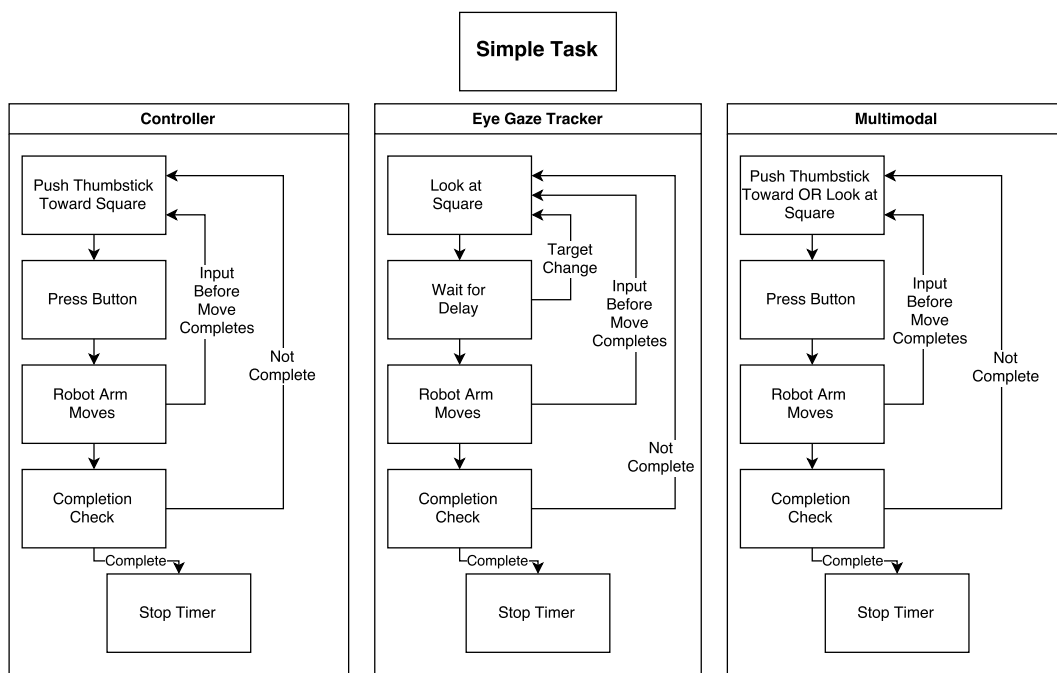 Simple Task
Controller
Push Thumbstick
Toward Square
Press Button
Input
Before
Move
Completes
Robot Arm
Moves
Not
Complete
Completion
Check
Complete
Stop Timer
Eye Gaze Tracker
Look at
Square
Target
Change
Wait for
Delay
Input
Before
Move
Completes
Robot Arm
Moves
Not
Complete
Completion
Check
Complete
Stop Timer
Multimodal
Push Thumbstick
Toward OR Look at
Square
Press Button
Input
Before
Move
Completes
Robot Arm
Moves
Not
Complete
Completion
Check
Complete
Stop Timer